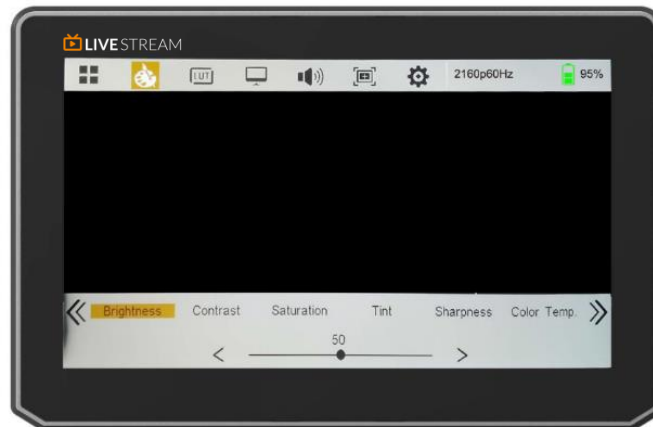 LIVESTREAM
LUT 2160p60Hz 95%
Brightness Contrast Saturation Tint Sharpness Color Temp.
50